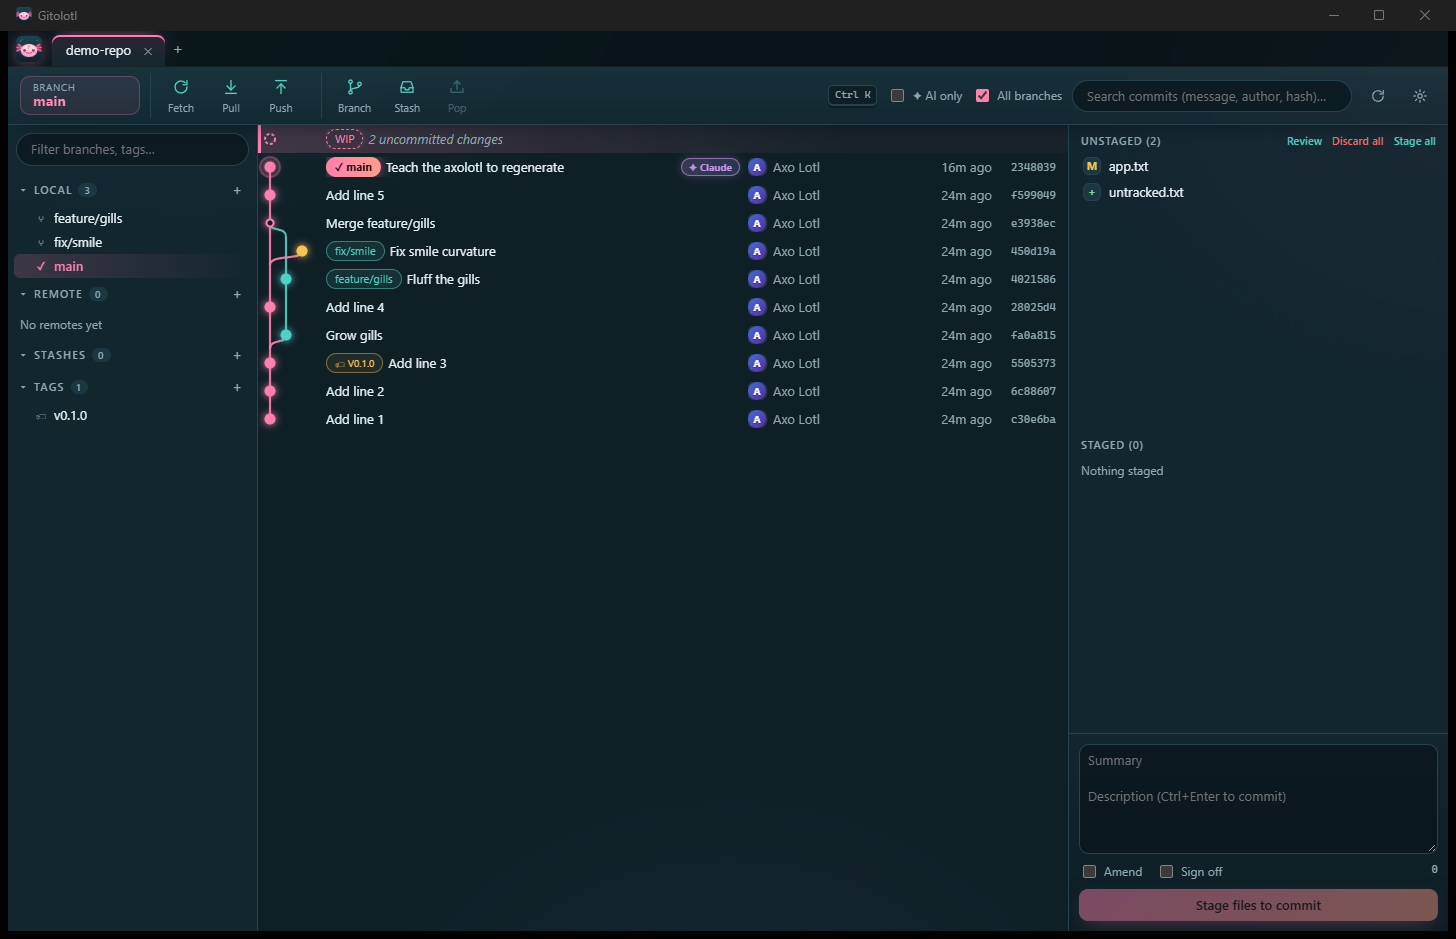 Gitolotl
demo-repo
BRANCH
main
Fetch
Pull
Push
Branch
Stash
Pop
Ctrl K
AI only
All branches
Search commits (message, author, hash)...
Filter branches, tags...
LOCAL 3
feature/gills
fix/smile
main
REMOTE 0
No remotes yet
STASHES 0
TAGS 1
v0.1.0
WIP 2 uncommitted changes
main Teach the axolotl to regenerate Claude A Axo Lotl 16m ago 2348039
Add line 5 A Axo Lotl 24m ago f599049
Merge feature/gills A Axo Lotl 24m ago e3938ec
fix/smile Fix smile curvature A Axo Lotl 24m ago 450d19a
feature/gills Fluff the gills A Axo Lotl 24m ago 4021586
Add line 4 A Axo Lotl 24m ago 28025d4
Grow gills A Axo Lotl 24m ago fa0a815
V0.1.0 Add line 3 A Axo Lotl 24m ago 5505373
Add line 2 A Axo Lotl 24m ago 6c88607
Add line 1 A Axo Lotl 24m ago c30e6ba
UNSTAGED (2) Review Discard all Stage all
M app.txt
+ untracked.txt
STAGED (0)
Nothing staged
Summary
Description (Ctrl+Enter to commit)
Amend Sign off 0
Stage files to commit